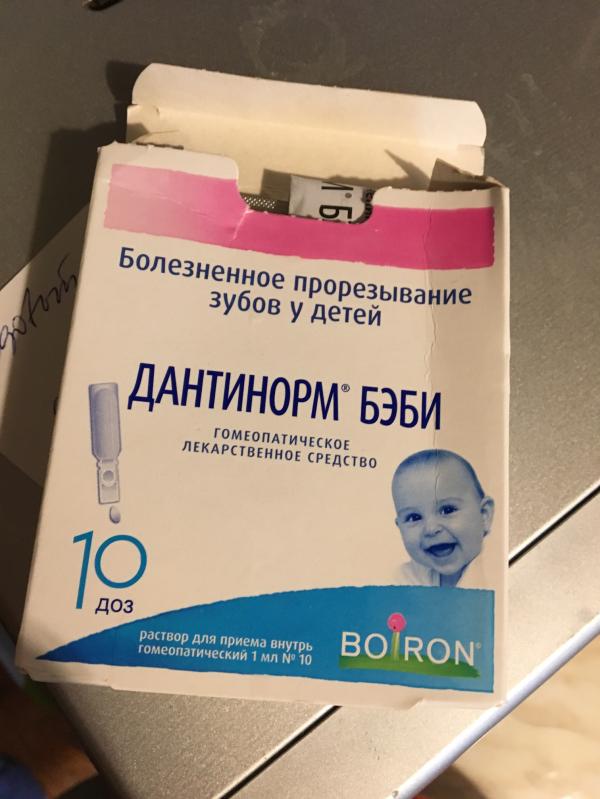 Болезненное прорезывание
зубов у детей
ДАНТИНОРМ® БЭБИ
ГОМЕОПАТИЧЕСКОЕ
ЛЕКАРСТВЕННОЕ СРЕДСТВО
10
доз
раствор для приема внутрь
гомеопатический 1 мл № 10
BOIRON®